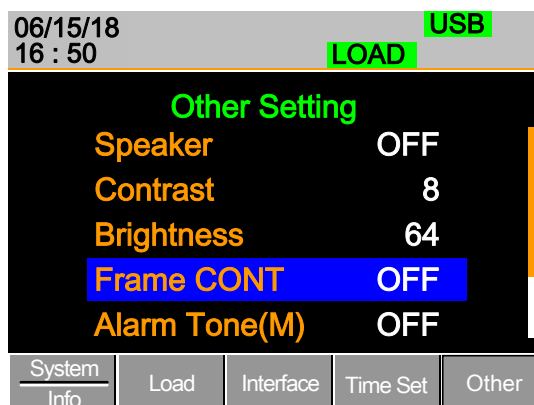 06/15/18 USB
16 : 50 LOAD
Other Setting
Speaker OFF
Contrast 8
Brightness 64
Frame CONT OFF
Alarm Tone(M) OFF
System
Info
Load
Interface
Time Set
Other